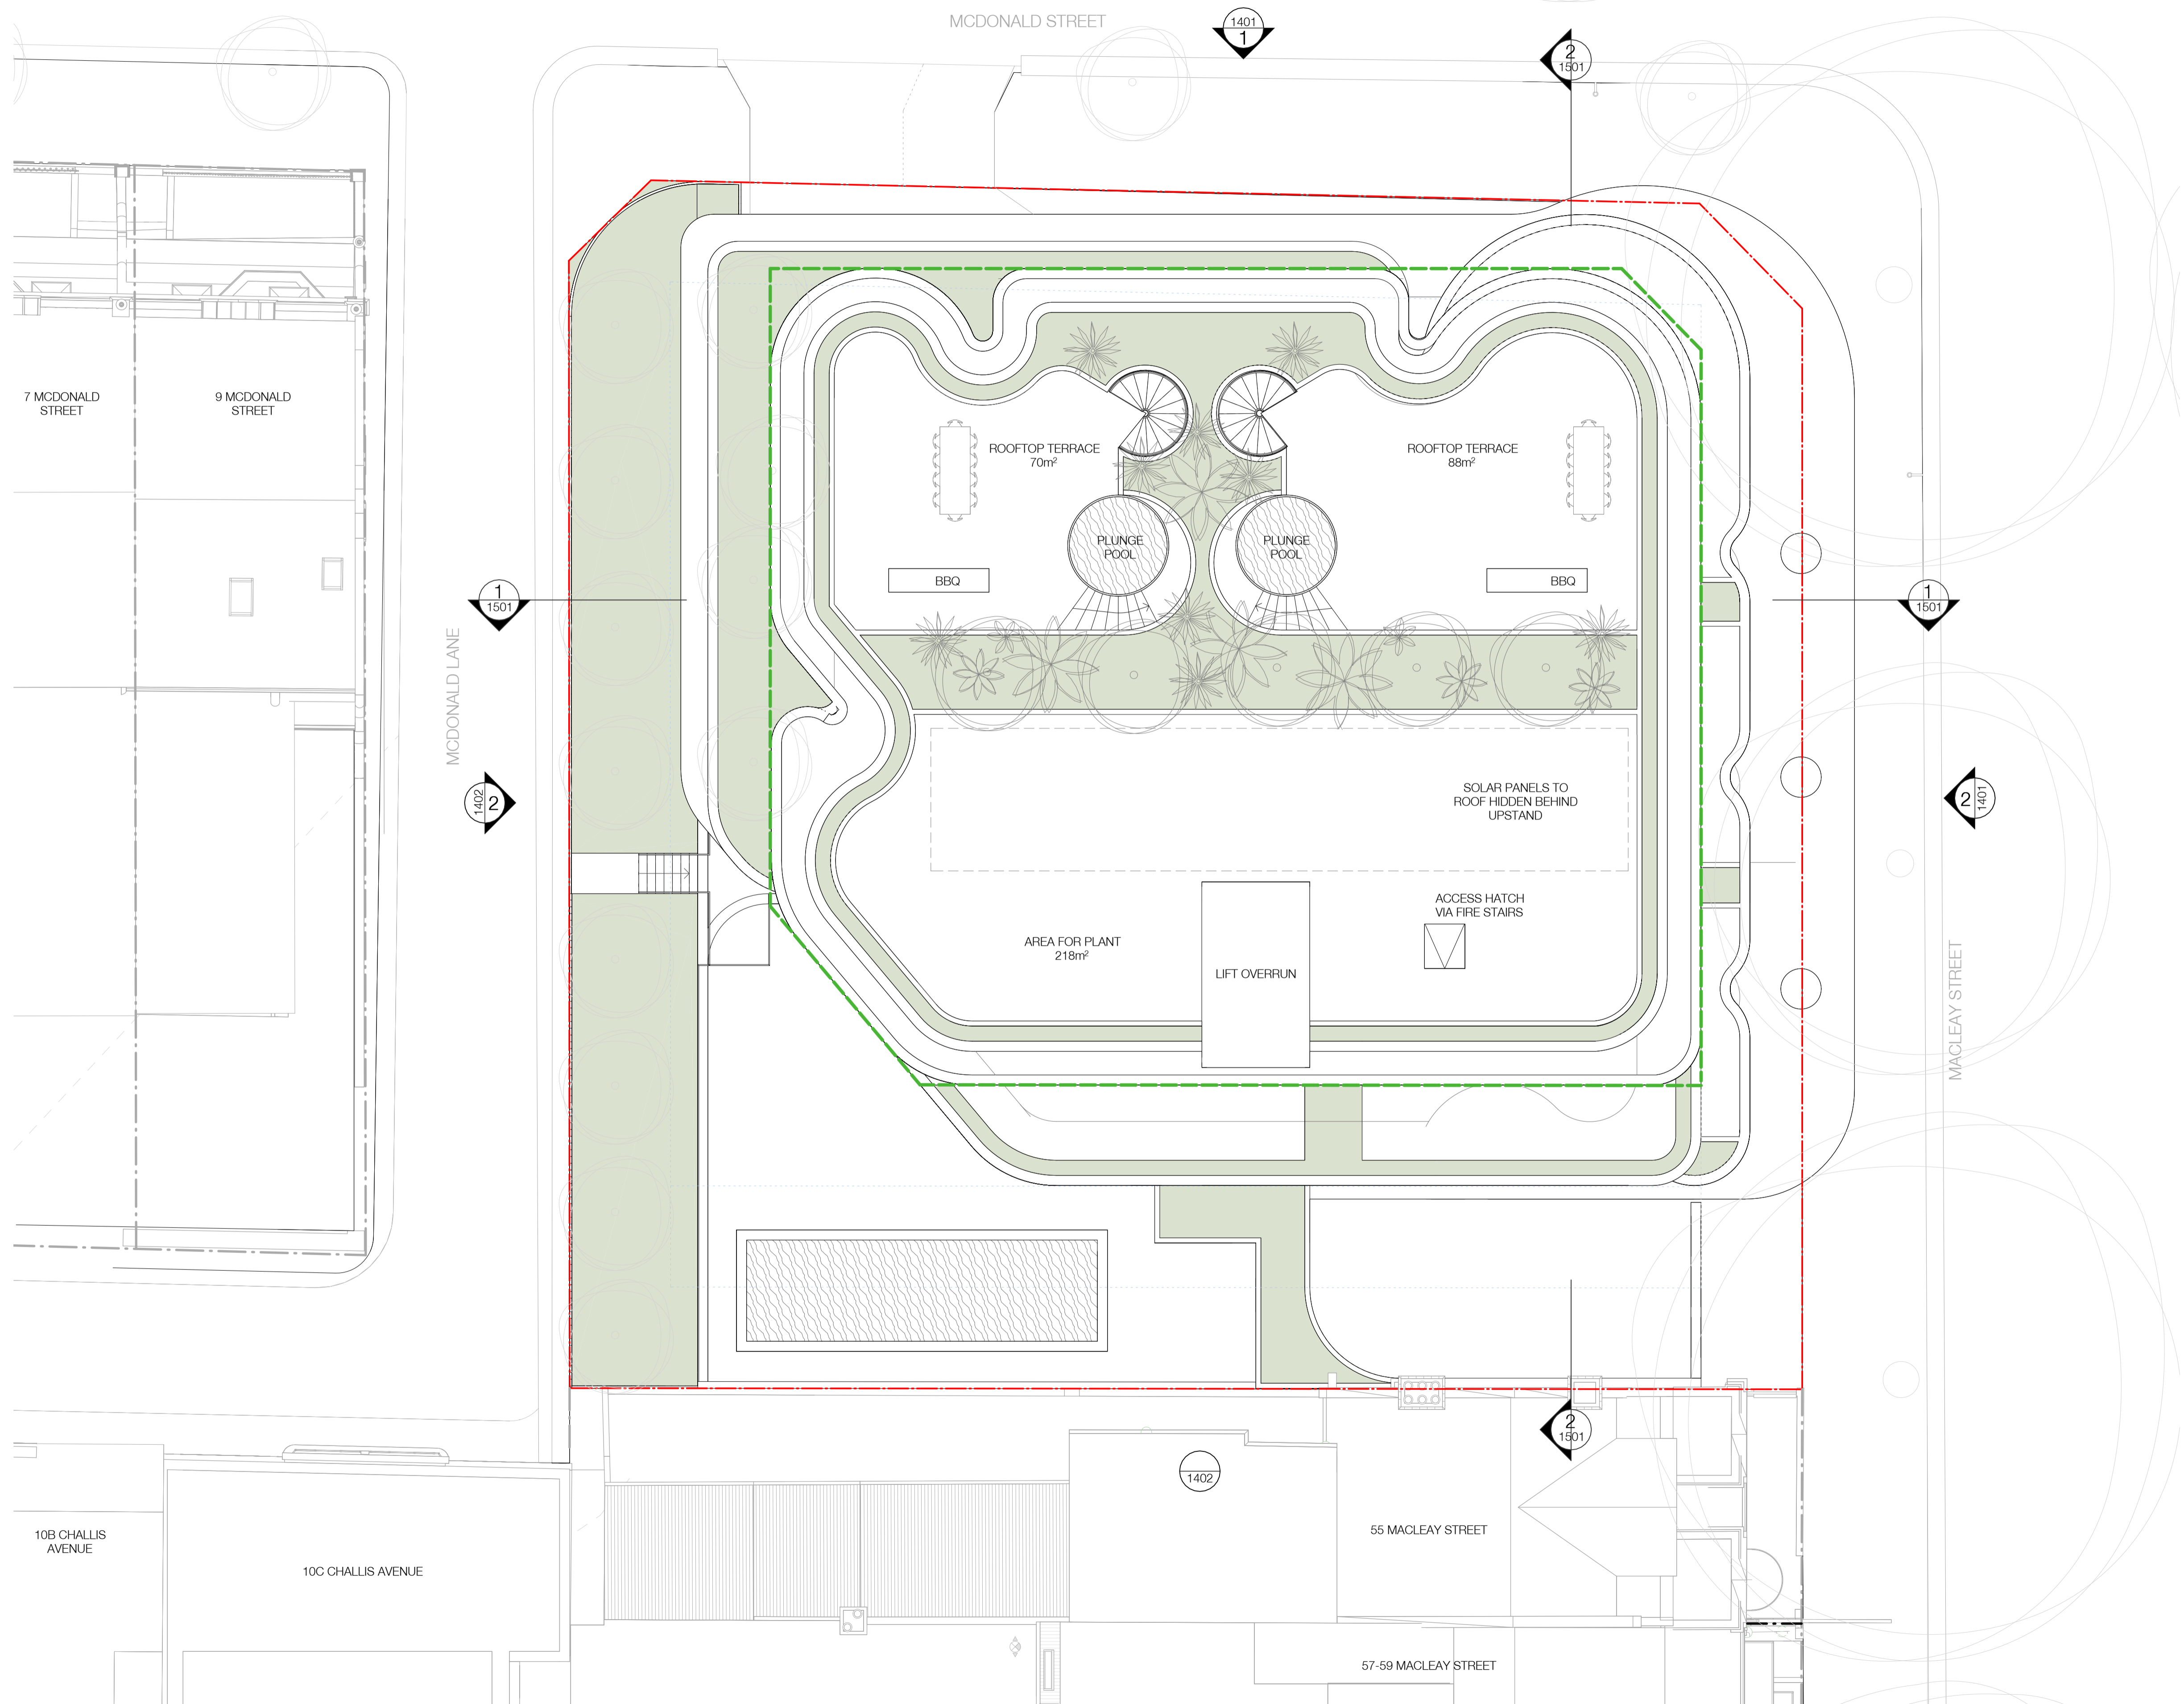 MCDONALD STREET
1401
1
2
1501
7 MCDONALD
STREET
9 MCDONALD
STREET
ROOFTOP TERRACE
70m²
ROOFTOP TERRACE
88m²
PLUNGE
POOL
PLUNGE
POOL
BBQ
BBQ
1
1501
1
1501
MCDONALD LANE
1402
2
SOLAR PANELS TO
ROOF HIDDEN BEHIND
UPSTAND
2
1401
ACCESS HATCH
VIA FIRE STAIRS
AREA FOR PLANT
218m²
LIFT OVERRUN
MACLEAY STREET
2
1501
1402
10B CHALLIS
AVENUE
10C CHALLIS AVENUE
55 MACLEAY STREET
57-59 MACLEAY STREET